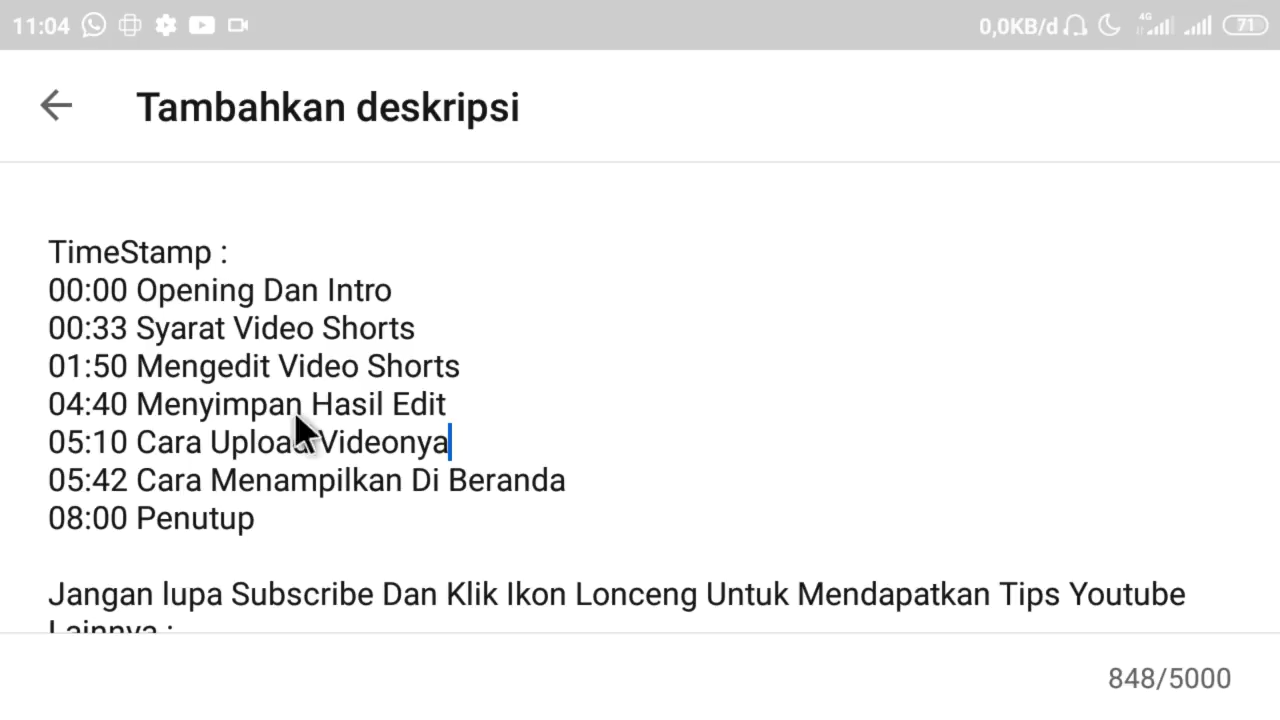 11:04 0,0KB/d 4G 71
Tambahkan deskripsi
TimeStamp :
00:00 Opening Dan Intro
00:33 Syarat Video Shorts
01:50 Mengedit Video Shorts
04:40 Menyimpan Hasil Edit
05:10 Cara Upload Videonya
05:42 Cara Menampilkan Di Beranda
08:00 Penutup
Jangan lupa Subscribe Dan Klik Ikon Lonceng Untuk Mendapatkan Tips Youtube
Lainnya :
848/5000